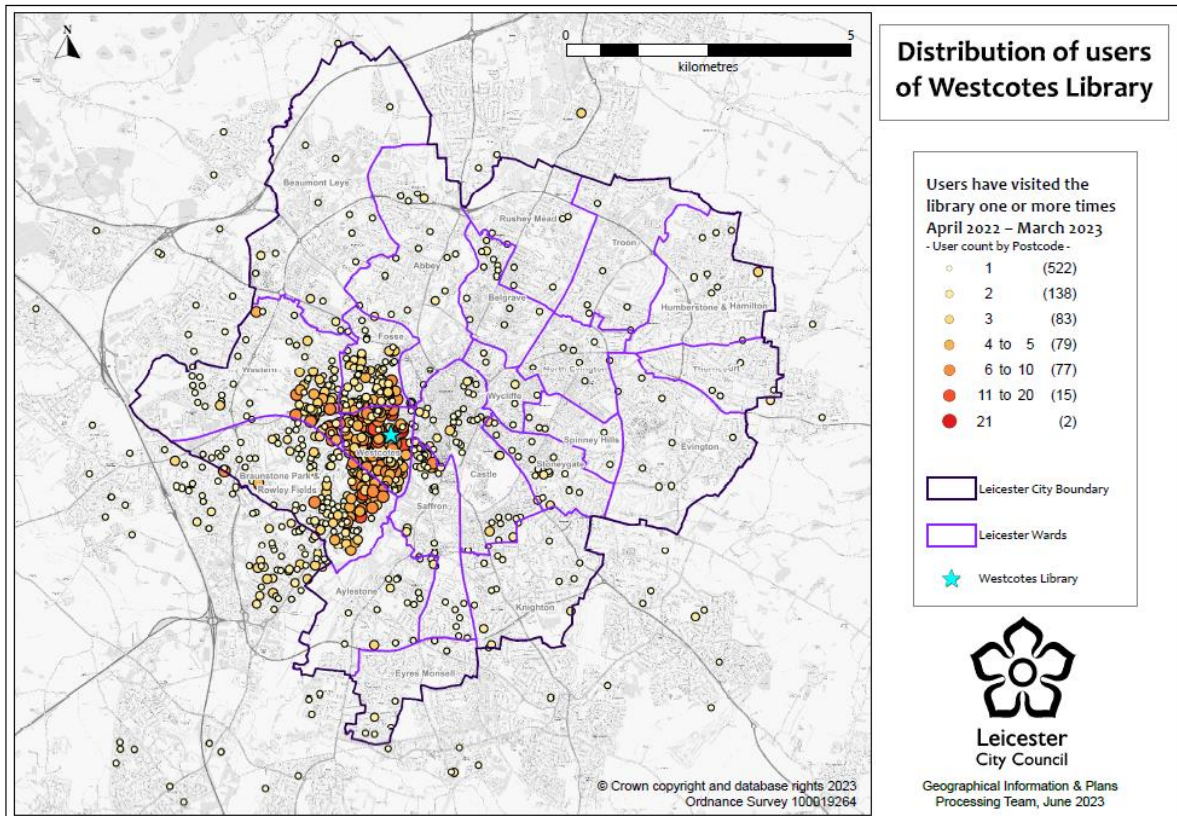 N
0 5
kilometres
Distribution of users
of Westcotes Library
Users have visited the
library one or more times
April 2022 – March 2023
- User count by Postcode -
1 (522)
2 (138)
3 (83)
4 to 5 (79)
6 to 10 (77)
11 to 20 (15)
21 (2)
Leicester City Boundary
Leicester Wards
Westcotes Library
Beaumont Leys
Rushey Mead
Troon
Abbey
Belgrave
Humberstone & Hamilton
Fosse
Western
North Evington
Thurncourt
Wycliffe
Westcotes
Spinney Hills
Evington
Stoneygate
Braunstone Park &
Rowley Fields
Castle
Saffron
Aylestone
Knighton
Eyres Monsell
© Crown copyright and database rights 2023
Ordnance Survey 100019264
Leicester
City Council
Geographical Information & Plans
Processing Team, June 2023